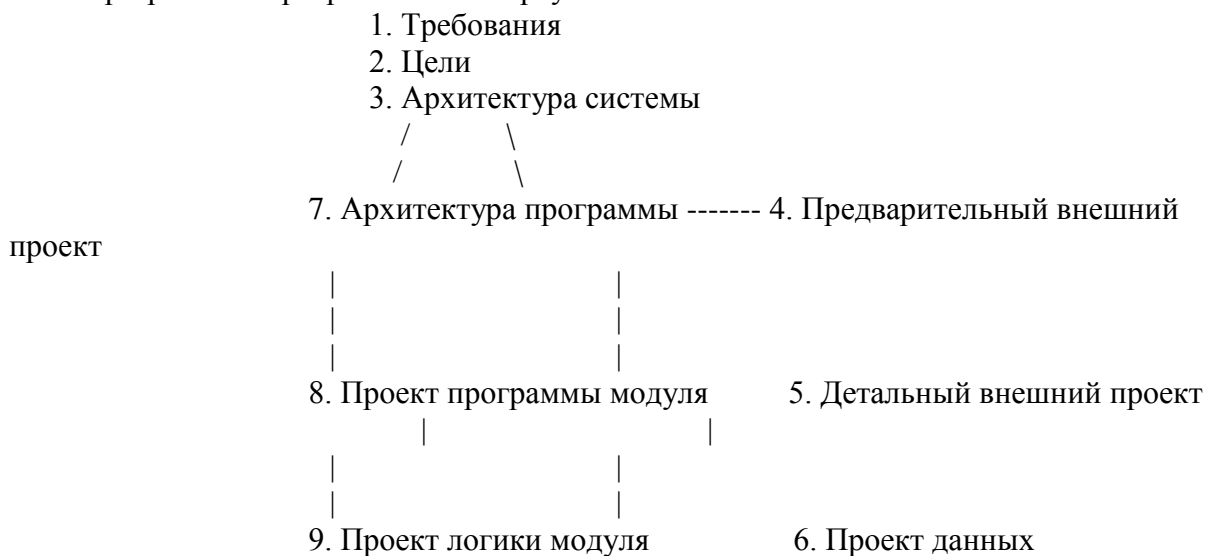 1. Требования
2. Цели
3. Архитектура системы
/ \
/ \
7. Архитектура программы ------- 4. Предварительный внешний
проект
| |
| |
| |
8. Проект программы модуля 5. Детальный внешний проект
| |
| |
| |
9. Проект логики модуля 6. Проект данных